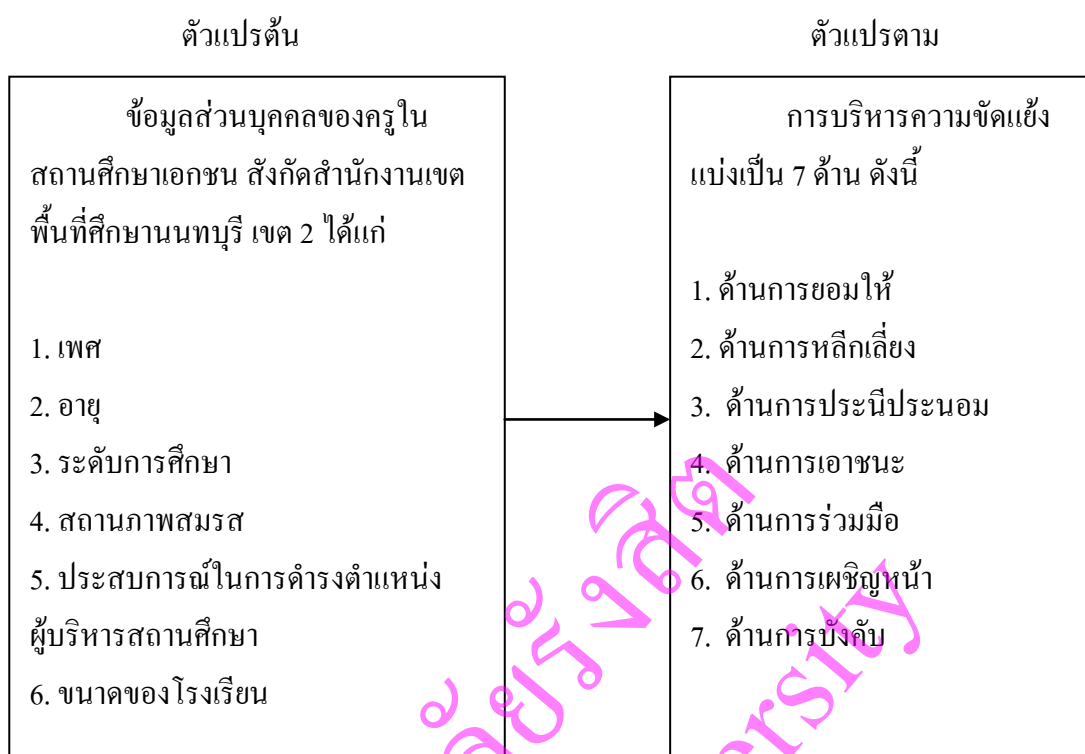 ตัวแปรต้น
ข้อมูลส่วนบุคคลของครูใน
สถานศึกษาเอกชน สังกัดสำนักงานเขต
พื้นที่ศึกษานนทบุรี เขต 2 ได้แก่
1. เพศ
2. อายุ
3. ระดับการศึกษา
4. สถานภาพสมรส
5. ประสบการณ์ในการดำรงตำแหน่ง
ผู้บริหารสถานศึกษา
6. ขนาดของโรงเรียน
ตัวแปรตาม
การบริหารความขัดแย้ง
แบ่งเป็น 7 ด้าน ดังนี้
1. ด้านการยอมให้
2. ด้านการหลีกเลี่ยง
3. ด้านการประนีประนอม
4. ด้านการเอาชนะ
5. ด้านการร่วมมือ
6. ด้านการเผชิญหน้า
7. ด้านการบังคับ
ลัยรังสิต
ersity